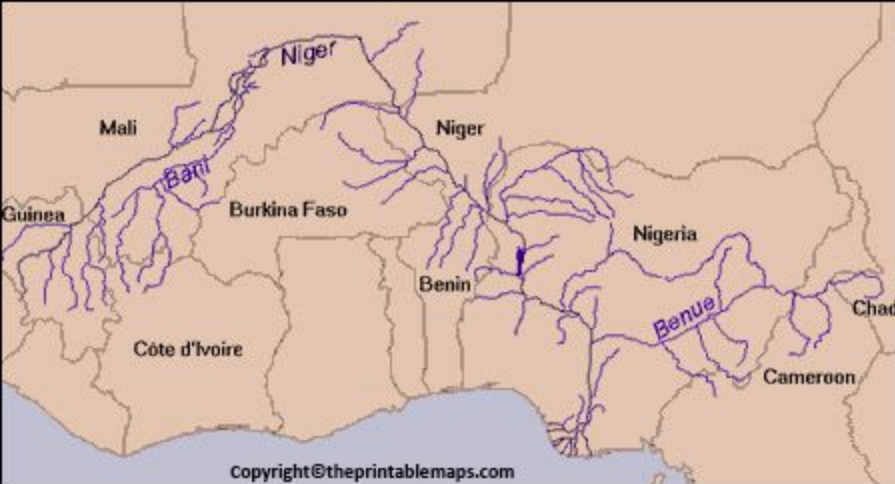 Niger
Mali
Niger
Bani
Guinea
Burkina Faso
Nigeria
Benin
Benue
Chad
Côte d'Ivoire
Cameroon
Copyright©theprintablemaps.com